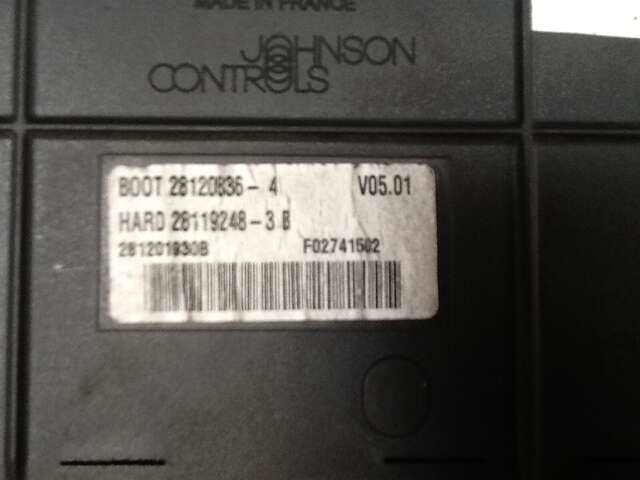 MADE IN FRANCE
JOHNSON
CONTROLS
BOOT 28120836-4 V05.01
HARD 28119248-3 B
281201930B F02741502